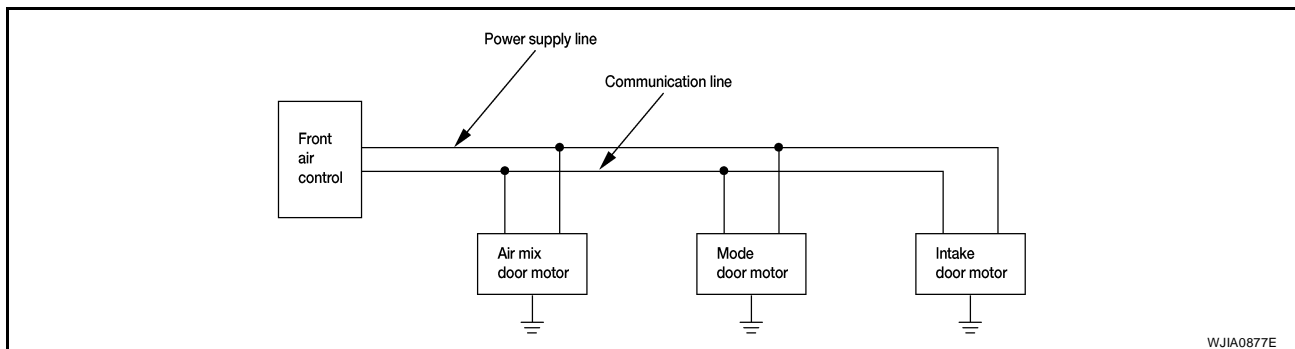 Power supply line
Communication line
Front
air
control
Air mix
door motor
Mode
door motor
Intake
door motor
WJIA0877E